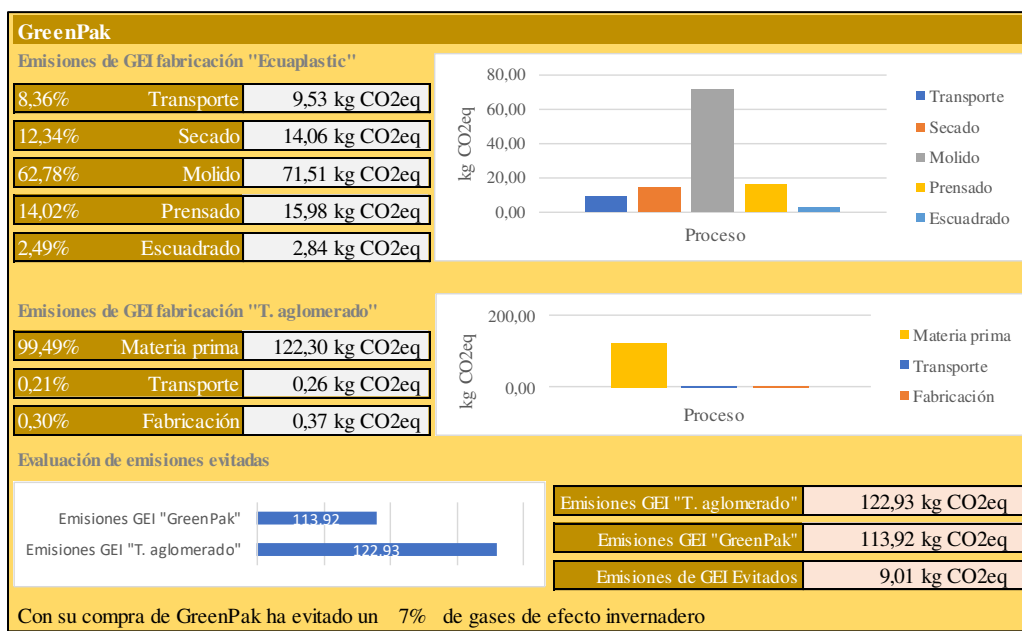 GreenPak
Emisiones de GEI fabricación "Ecuaplastic"
8,36% Transporte 9,53 kg CO2eq
12,34% Secado 14,06 kg CO2eq
62,78% Molido 71,51 kg CO2eq
14,02% Prensado 15,98 kg CO2eq
2,49% Escuadrado 2,84 kg CO2eq
kg CO2eq
80,00
60,00
40,00
20,00
0,00
Proceso
Transporte
Secado
Molido
Prensado
Escuadrado
Emisiones de GEI fabricación "T. aglomerado"
99,49% Materia prima 122,30 kg CO2eq
0,21% Transporte 0,26 kg CO2eq
0,30% Fabricación 0,37 kg CO2eq
kg CO2eq
200,00
0,00
Proceso
Materia prima
Transporte
Fabricación
Evaluación de emisiones evitadas
Emisiones GEI "GreenPak" 113,92
Emisiones GEI "T. aglomerado" 122,93
Emisiones GEI "T. aglomerado" 122,93 kg CO2eq
Emisiones GEI "GreenPak" 113,92 kg CO2eq
Emisiones de GEI Evitados 9,01 kg CO2eq
Con su compra de GreenPak ha evitado un 7% de gases de efecto invernadero